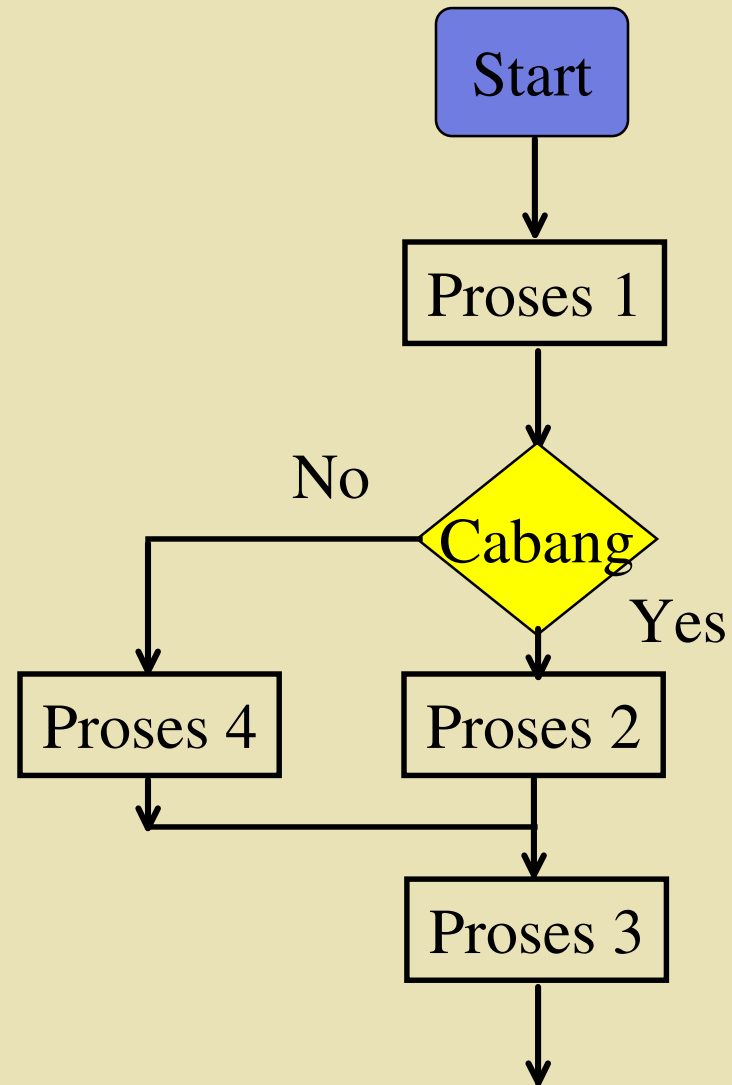 Start
Proses 1
No
Cabang
Yes
Proses 4
Proses 2
Proses 3